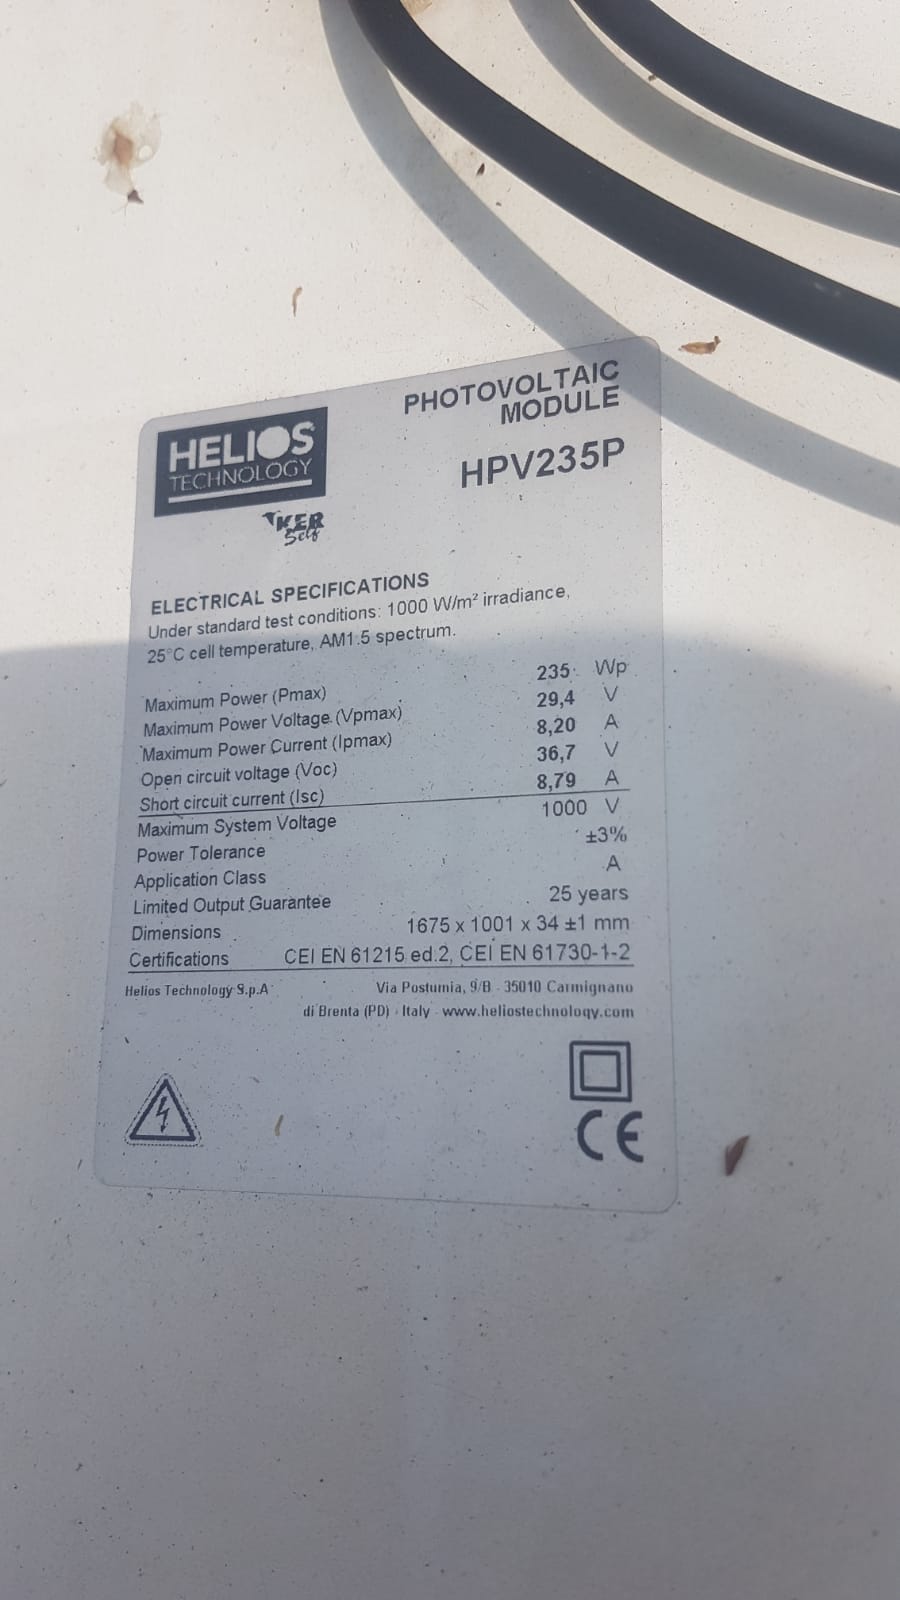 HELIOS
TECHNOLOGY
KER
Self
PHOTOVOLTAIC
MODULE
HPV235P
ELECTRICAL SPECIFICATIONS
Under standard test conditions: 1000 W/m² irradiance,
25°C cell temperature, AM1.5 spectrum.
Maximum Power (Pmax) 235 Wp
Maximum Power Voltage (Vpmax) 29,4 V
Maximum Power Current (Ipmax) 8,20 A
Open circuit voltage (Voc) 36,7 V
Short circuit current (Isc) 8,79 A
Maximum System Voltage 1000 V
Power Tolerance ±3%
Application Class A
Limited Output Guarantee 25 years
Dimensions 1675 x 1001 x 34 ±1 mm
Certifications CEI EN 61215 ed.2, CEI EN 61730-1-2
Helios Technology S.p.A Via Postumia, 9/B - 35010 Carmignano
di Brenta (PD) - Italy - www.heliostechnology.com
CE